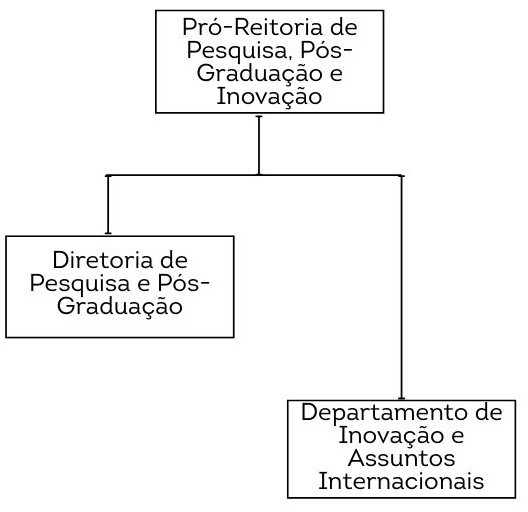 Pró-Reitoria de
Pesquisa, Pós-
Graduação e
Inovação
Diretoria de
Pesquisa e Pós-
Graduação
Departamento de
Inovação e
Assuntos
Internacionais